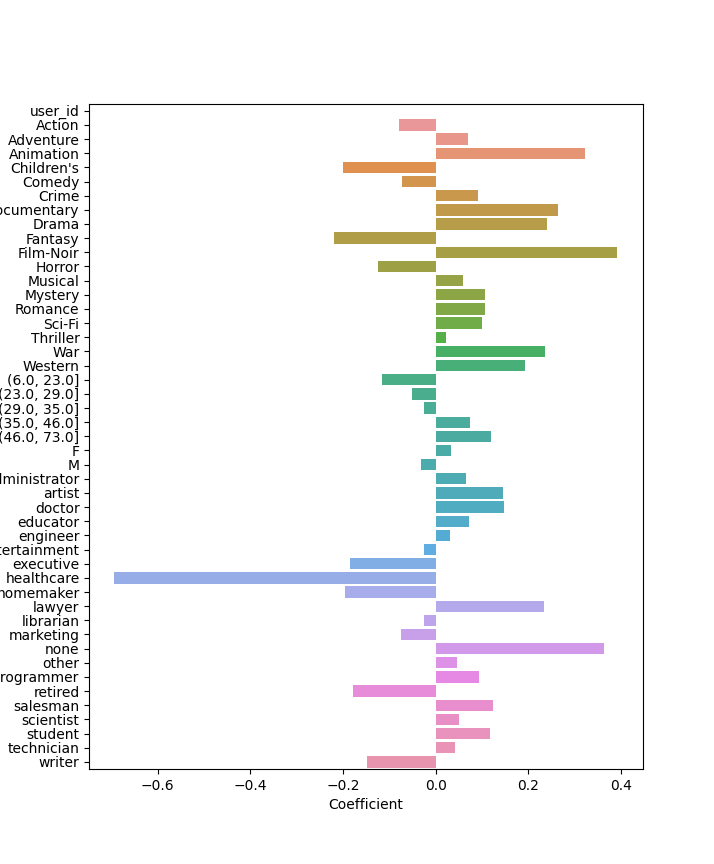 user_id
Action
Adventure
Animation
Children's
Comedy
Crime
ocumentary
Drama
Fantasy
Film-Noir
Horror
Musical
Mystery
Romance
Sci-Fi
Thriller
War
Western
(6.0, 23.0]
(23.0, 29.0]
(29.0, 35.0]
(35.0, 46.0]
(46.0, 73.0]
F
M
dministrator
artist
doctor
educator
engineer
tertainment
executive
healthcare
homemaker
lawyer
librarian
marketing
none
other
rogrammer
retired
salesman
scientist
student
technician
writer
−0.6 −0.4 −0.2 0.0 0.2 0.4
Coefficient